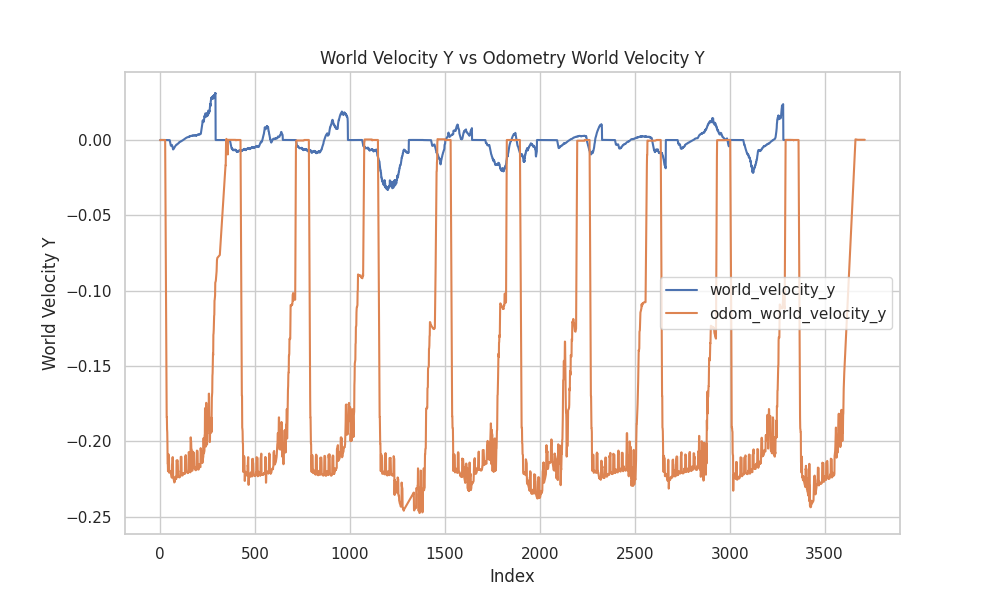 World Velocity Y vs Odometry World Velocity Y
World Velocity Y
0.00
−0.05
−0.10
−0.15
−0.20
−0.25
world_velocity_y
odom_world_velocity_y
0 500 1000 1500 2000 2500 3000 3500
Index